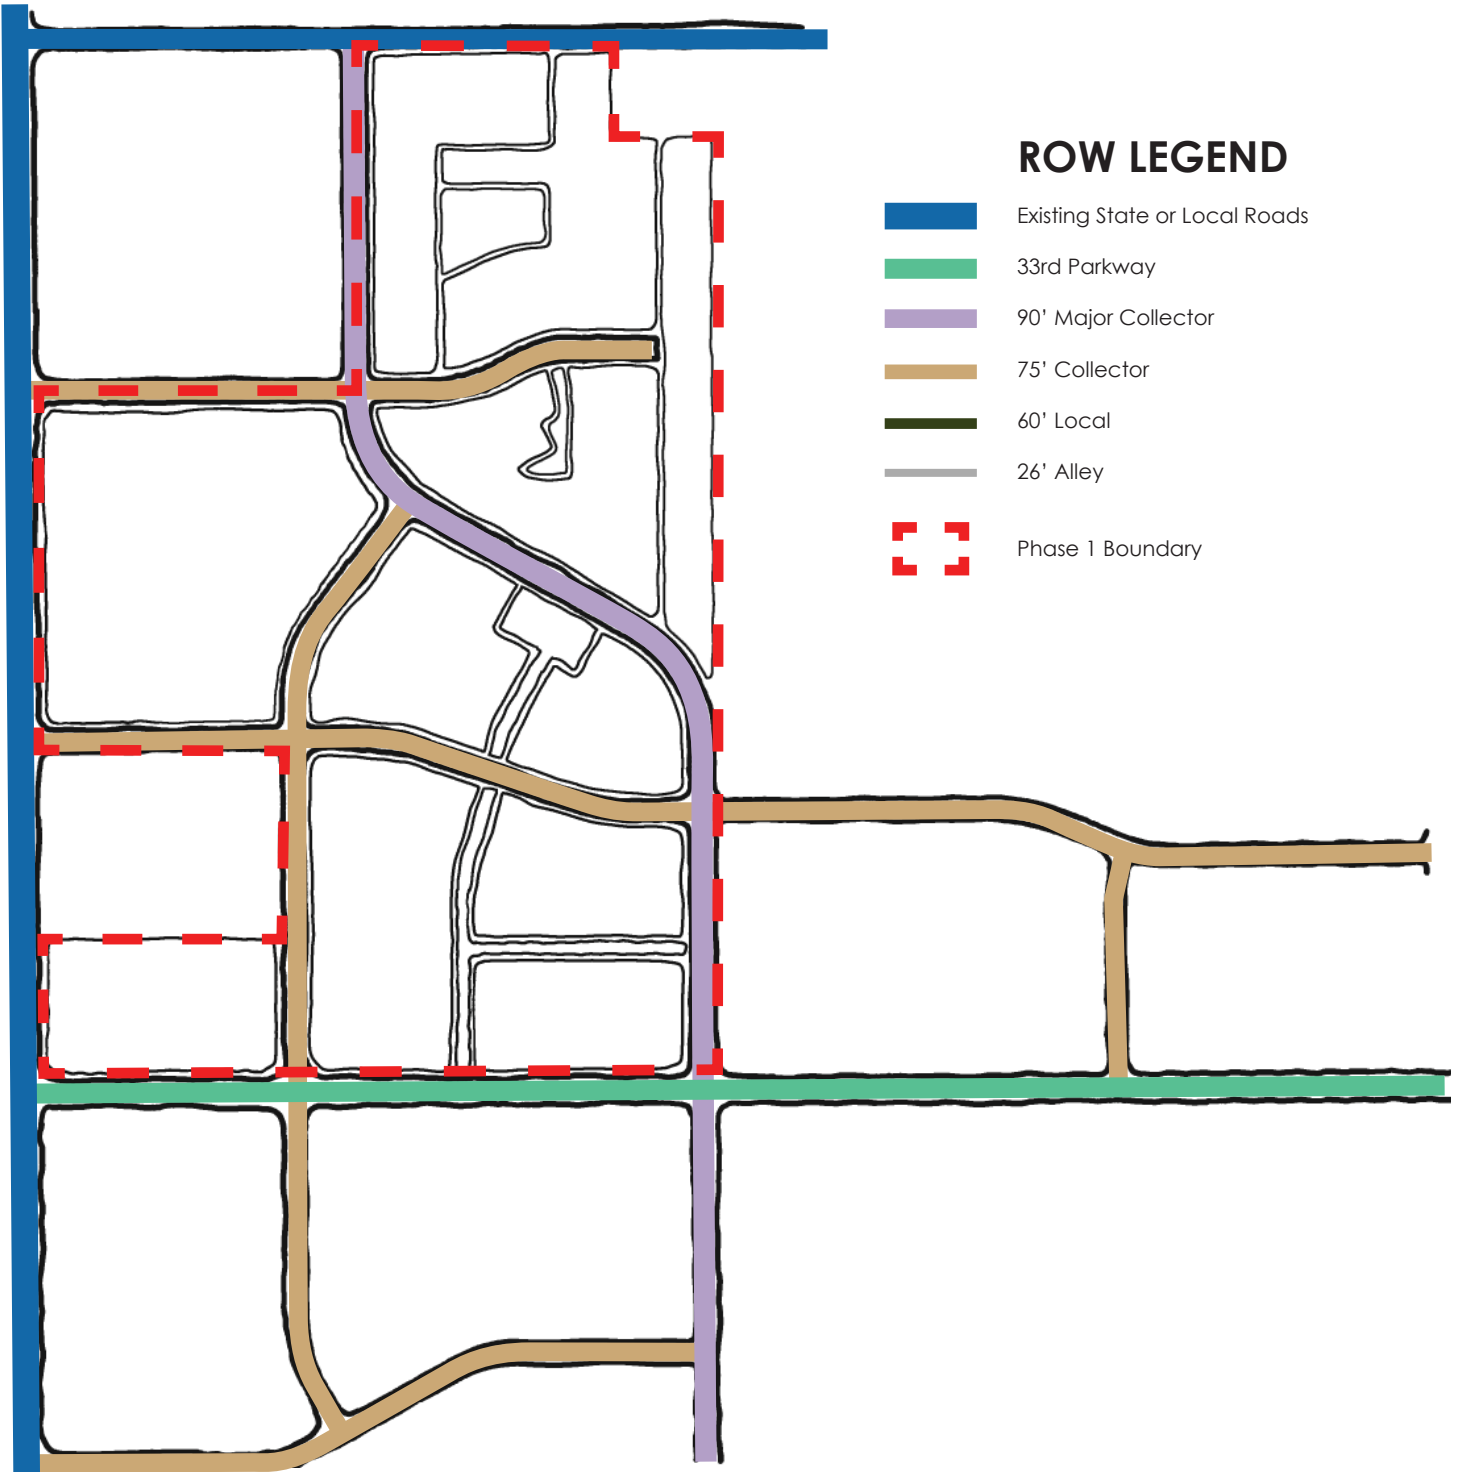 ROW LEGEND
Existing State or Local Roads
33rd Parkway
90’ Major Collector
75’ Collector
60’ Local
26’ Alley
Phase 1 Boundary